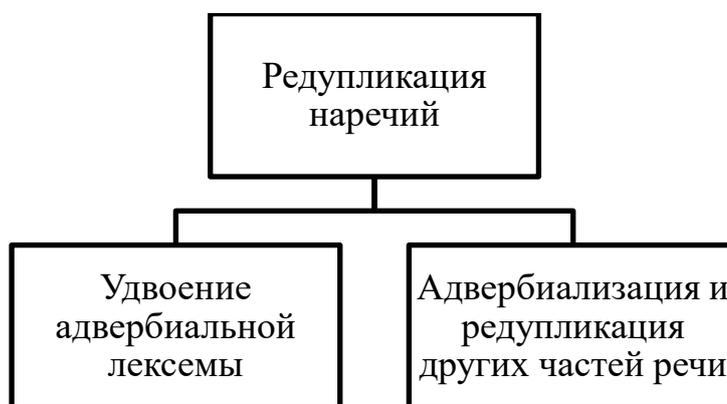 Редупликация
наречий
Удвоение
адвербиальной
лексемы
Адвербиализация и
редупликация
других частей речи